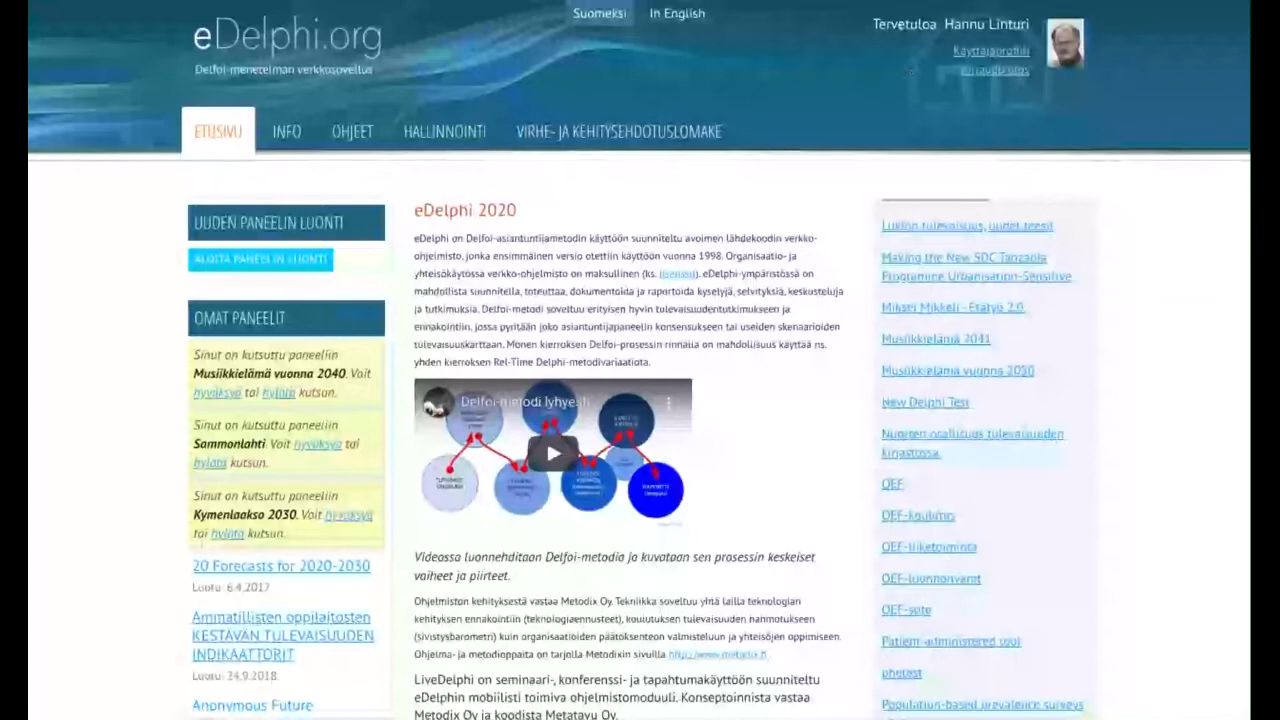 Suomeksi In English
eDelphi.org
Delfoi-menetelmän verkkosovellus
Tervetuloa Hannu Linturi
Käyttäjäprofiili
Kirjaudu ulos
ETUSIVU INFO OHJEET HALLINNOINTI VIRHE- JA KEHITYSEHDOTUSLOMAKE
UUDEN PANEELIN LUONTI
ALOITA PANEELIN LUONTI
OMAT PANEELIT
Sinut on kutsuttu paneeliin
Musiikkielämä vuonna 2040. Voit
hyväksyä tai hylätä kutsun.
Sinut on kutsuttu paneeliin
Sammonlahti. Voit hyväksyä tai
hylätä kutsun.
Sinut on kutsuttu paneeliin
Kymenlaakso 2030. Voit hyväksyä
tai hylätä kutsun.
20 Forecasts for 2020-2030
Luotu: 6.4.2017
Ammatillisten oppilaitosten
KESTÄVÄN TULEVAISUUDEN
INDIKAATTORIT
Luotu: 24.9.2018
Anonymous Future
eDelphi 2020
eDelphi on Delfoi-asiantuntijametodin käyttöön suunniteltu avoimen lähdekoodin verkko-
ohjelmisto, jonka ensimmäinen versio otettiin käyttöön vuonna 1998. Organisaatio- ja
yhteisökäytössä verkko-ohjelmisto on maksullinen (ks. lisenssi). eDelphi-ympäristössä on
mahdollista suunnitella, toteuttaa, dokumentoida ja raportoida kyselyjä, selvityksiä, keskusteluja
ja tutkimuksia. Delfoi-metodi soveltuu erityisen hyvin tulevaisuudentutkimukseen ja
ennakointiin, jossa pyritään joko asiantuntijapaneelin konsensukseen tai useiden skenaarioiden
tulevaisuuskarttaan. Monen kierroksen Delfoi-prosessin rinnalla on mahdollisuus käyttää ns.
yhden kierroksen Rel-Time Delphi-metodivariaatiota.
Delfoi-metodi lyhyesti
Videossa luonnehditaan Delfoi-metodia ja kuvataan sen prosessin keskeiset
vaiheet ja piirteet.
Ohjelmiston kehityksestä vastaa Metodix Oy. Tekniikka soveltuu yhtä lailla teknologian
kehityksen ennakointiin (teknologiaennusteet), koulutuksen tulevaisuuden hahmotukseen
(sivistysbarometri) kuin organisaatioiden päätöksenteon valmisteluun ja yhteisöjen oppimiseen.
Ohjelma- ja metodioppaita on tarjolla Metodixin sivuilla http://www.metodix.fi
LiveDelphi on seminaari-, konferenssi- ja tapahtumakäyttöön suunniteltu
eDelphin mobiilisti toimiva ohjelmistomoduuli. Konseptoinnista vastaa
Metodix Oy ja koodista Metatavu Oy.
Lukion tulevaisuus, uudet teesit
Making the New SDC Tanzania
Programme Urbanisation-Sensitive
Miksei Mikkeli - Etätyö 2.0.
Musiikkielämä 2041
Musiikkielämä vuonna 2050
New Delphi Test
Nuorten osallisuus tulevaisuuden
kirjastossa.
OEF
OEF-koulutus
OEF-liiketoiminta
OEF-luonnonvarat
OEF-sote
Patient-administered tool
phetest
Population-based prevalence surveys